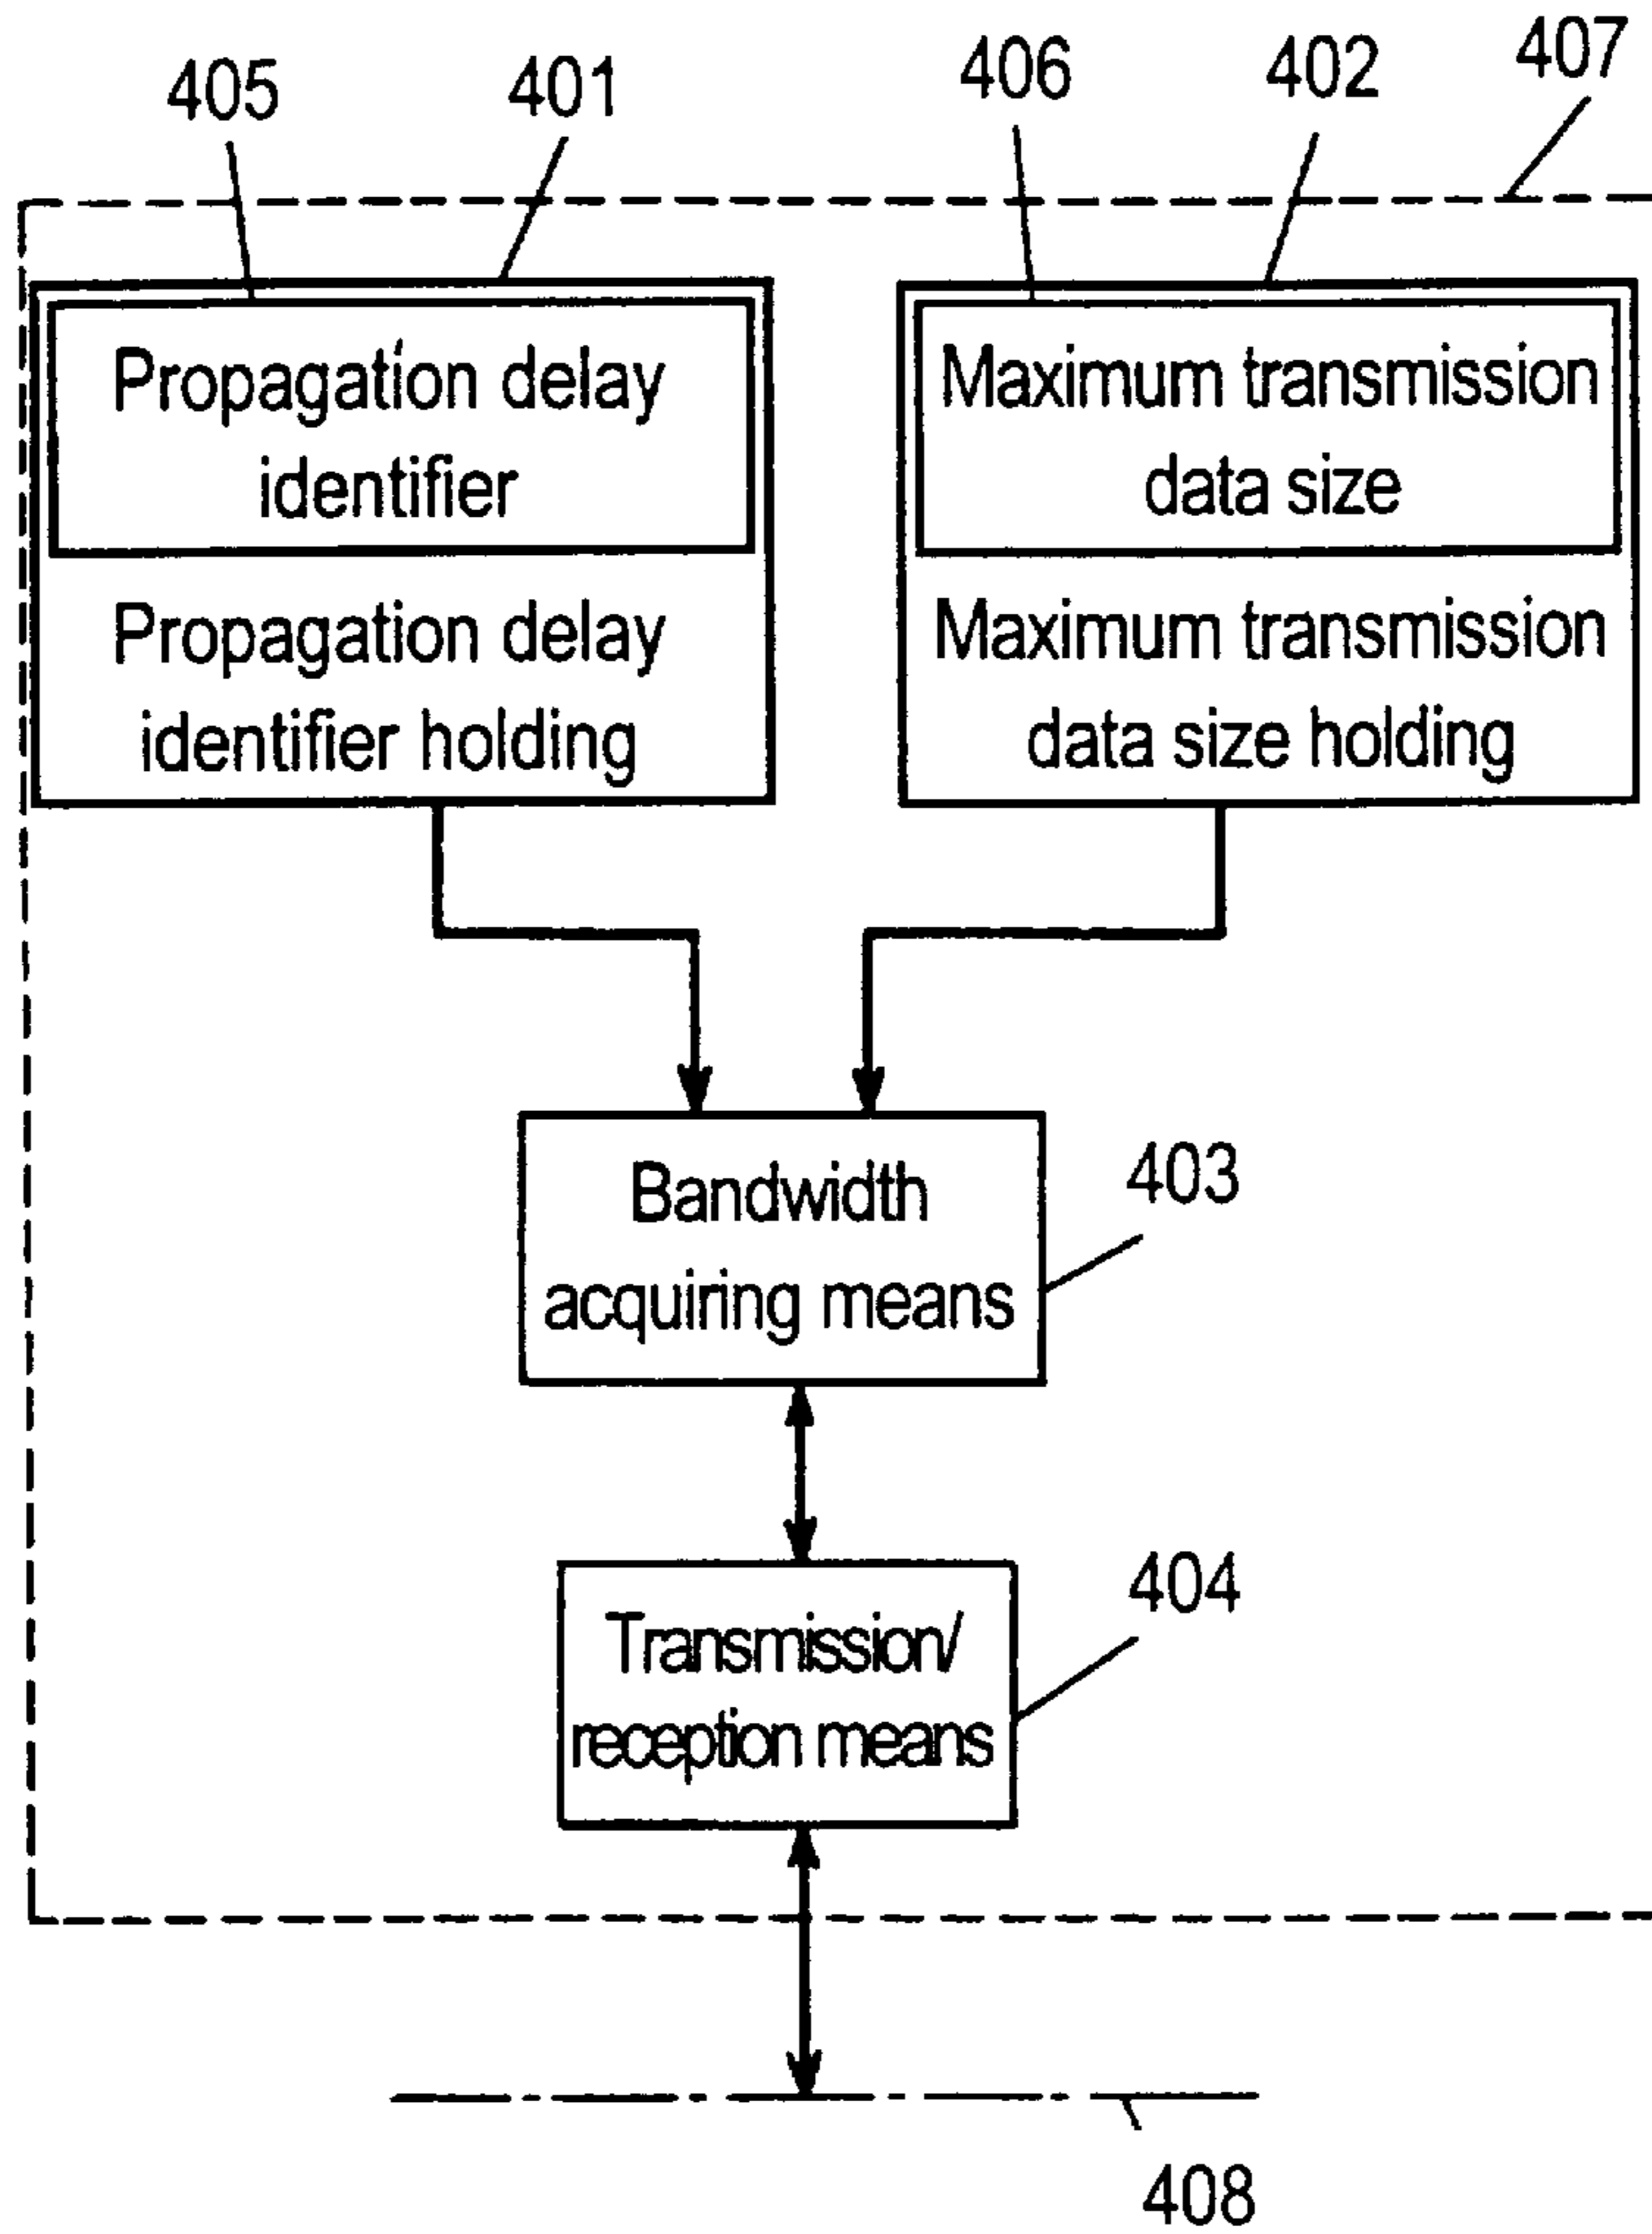 405
401
406
402
407
Propagation delay
identifier
Propagation delay
identifier holding
Maximum transmission
data size
Maximum transmission
data size holding
Bandwidth
acquiring means
403
Transmission/
reception means
404
408